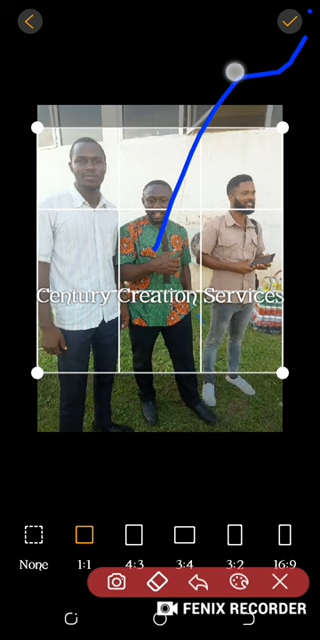 Century Creation Services
None
1:1
4:3
3:4
3:2
16:9
FENIX RECORDER